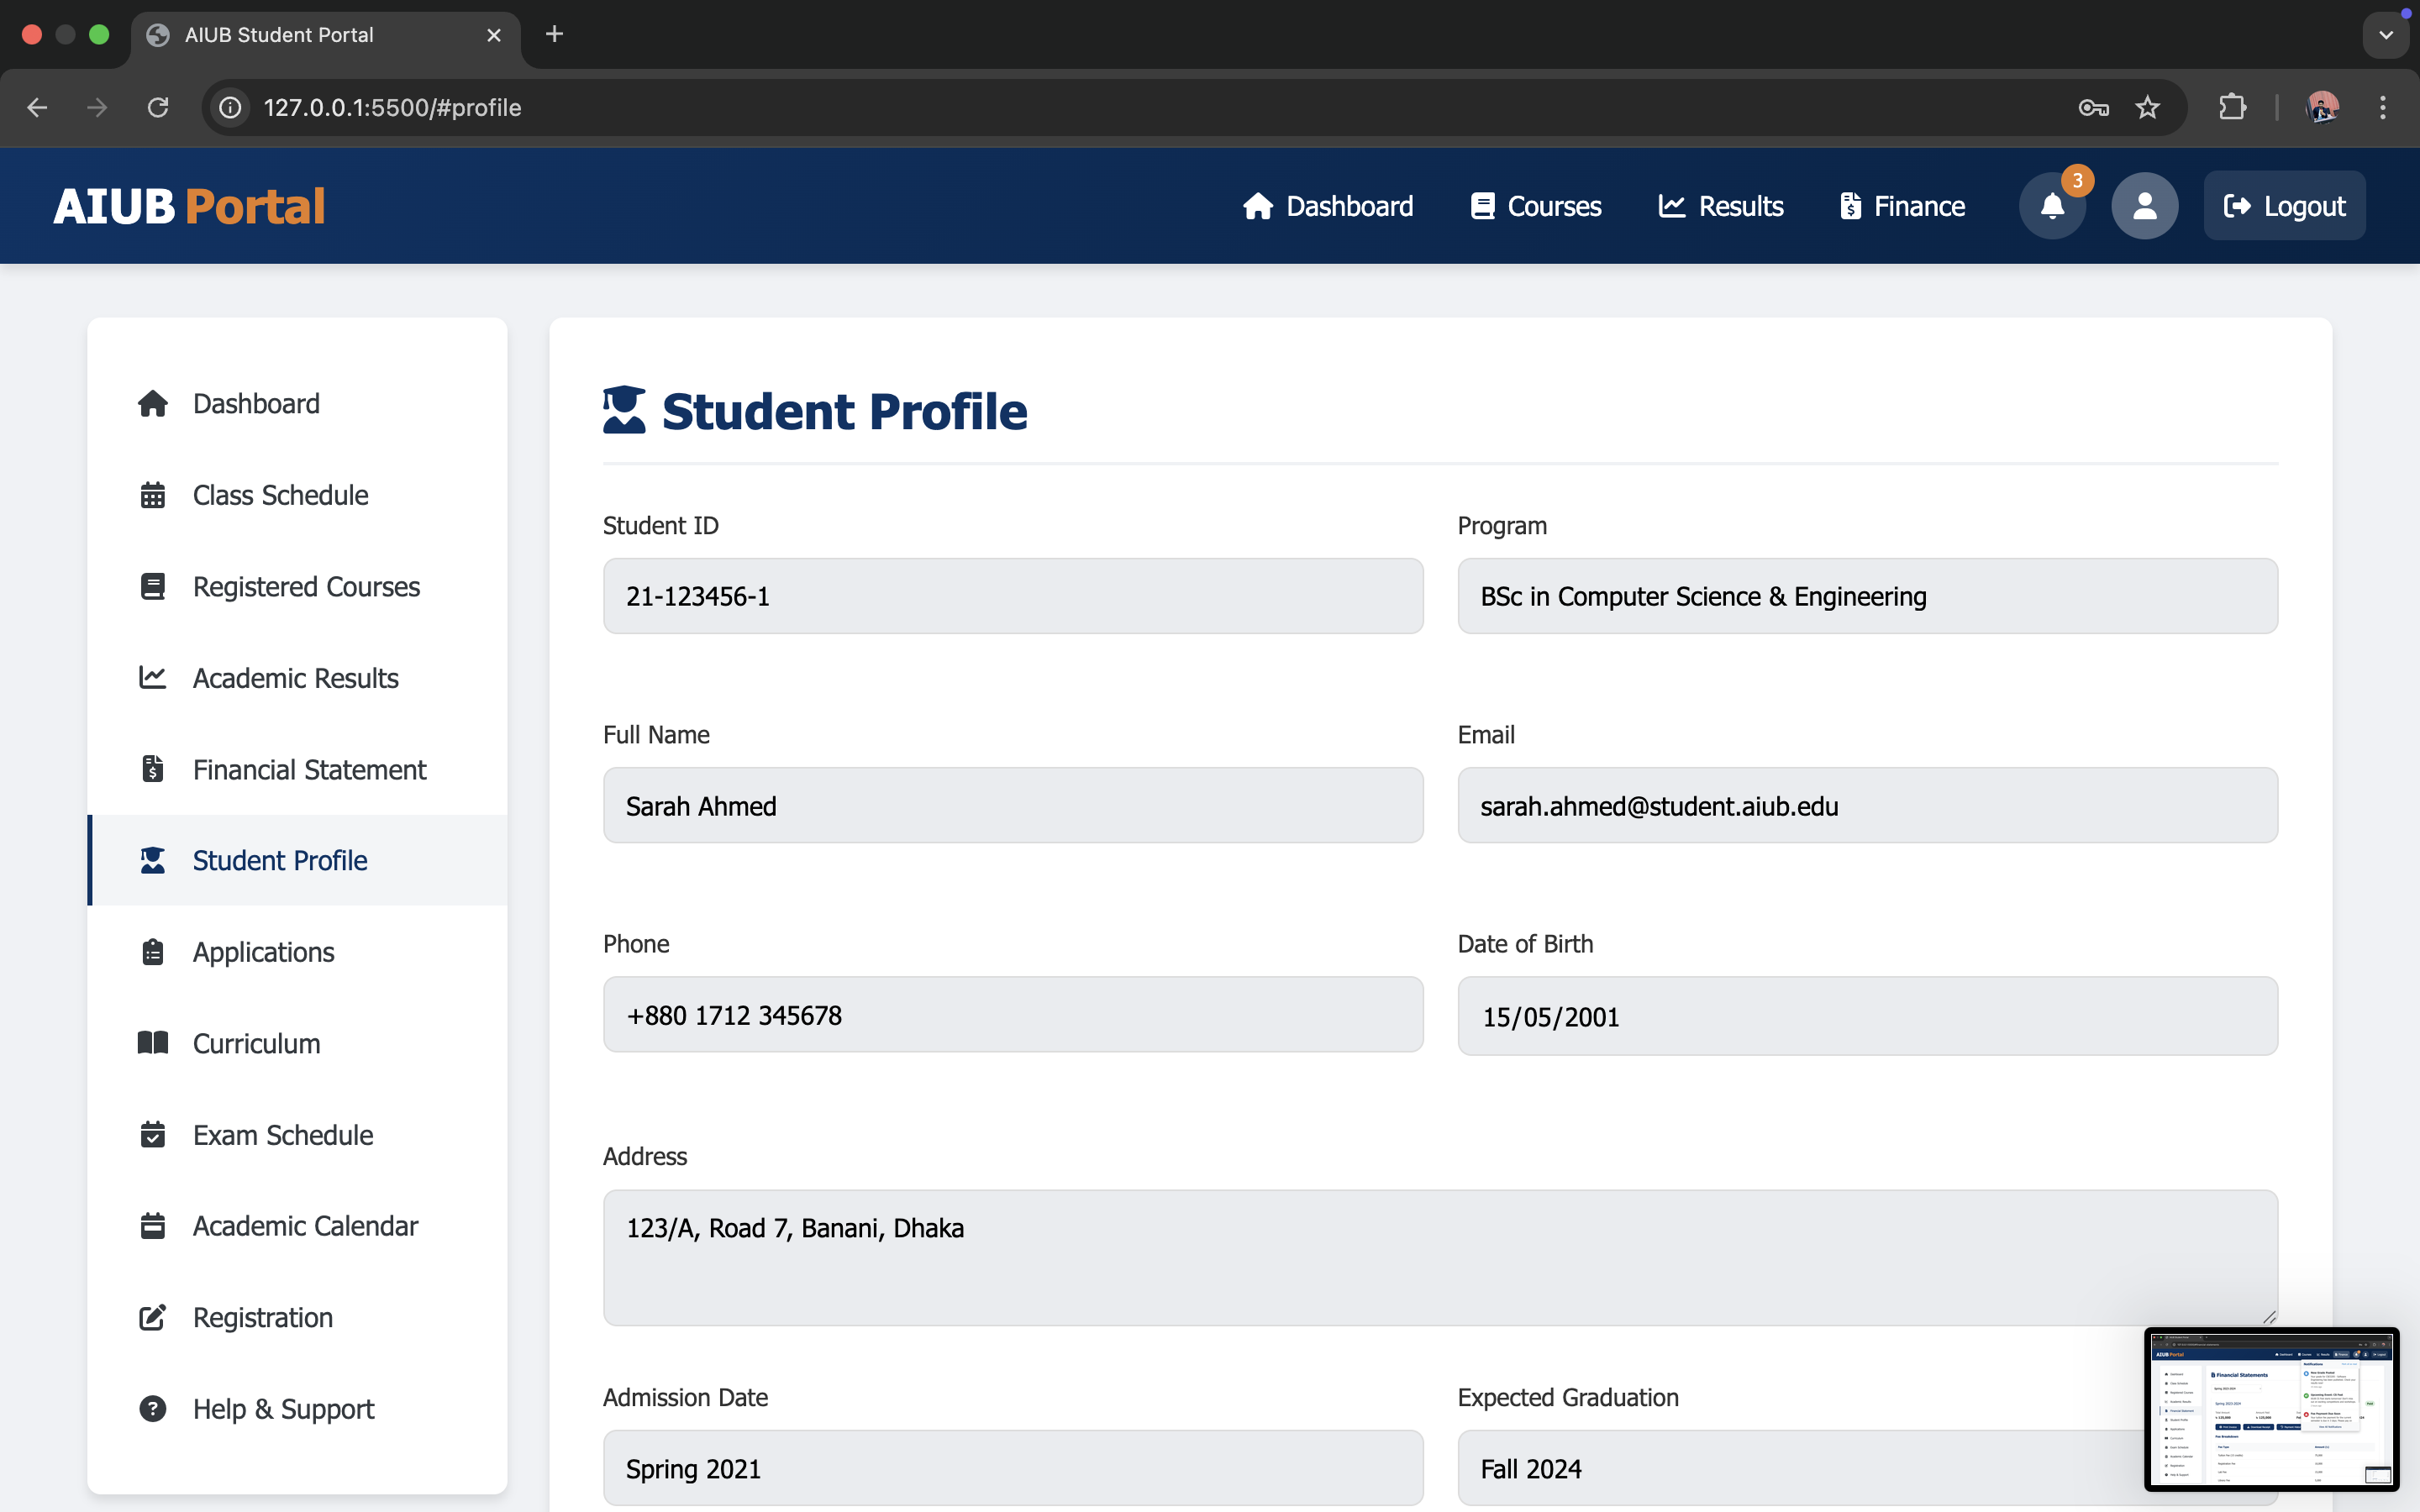 AIUB Student Portal
127.0.0.1:5500/#profile
AIUB Portal
Dashboard
Courses
Results
Finance
3
Logout
Dashboard
Class Schedule
Registered Courses
Academic Results
Financial Statement
Student Profile
Applications
Curriculum
Exam Schedule
Academic Calendar
Registration
Help & Support
Student Profile
Student ID
21-123456-1
Program
BSc in Computer Science & Engineering
Full Name
Sarah Ahmed
Email
sarah.ahmed@student.aiub.edu
Phone
+880 1712 345678
Date of Birth
15/05/2001
Address
123/A, Road 7, Banani, Dhaka
Admission Date
Spring 2021
Expected Graduation
Fall 2024
AIUB Portal
Financial Statements